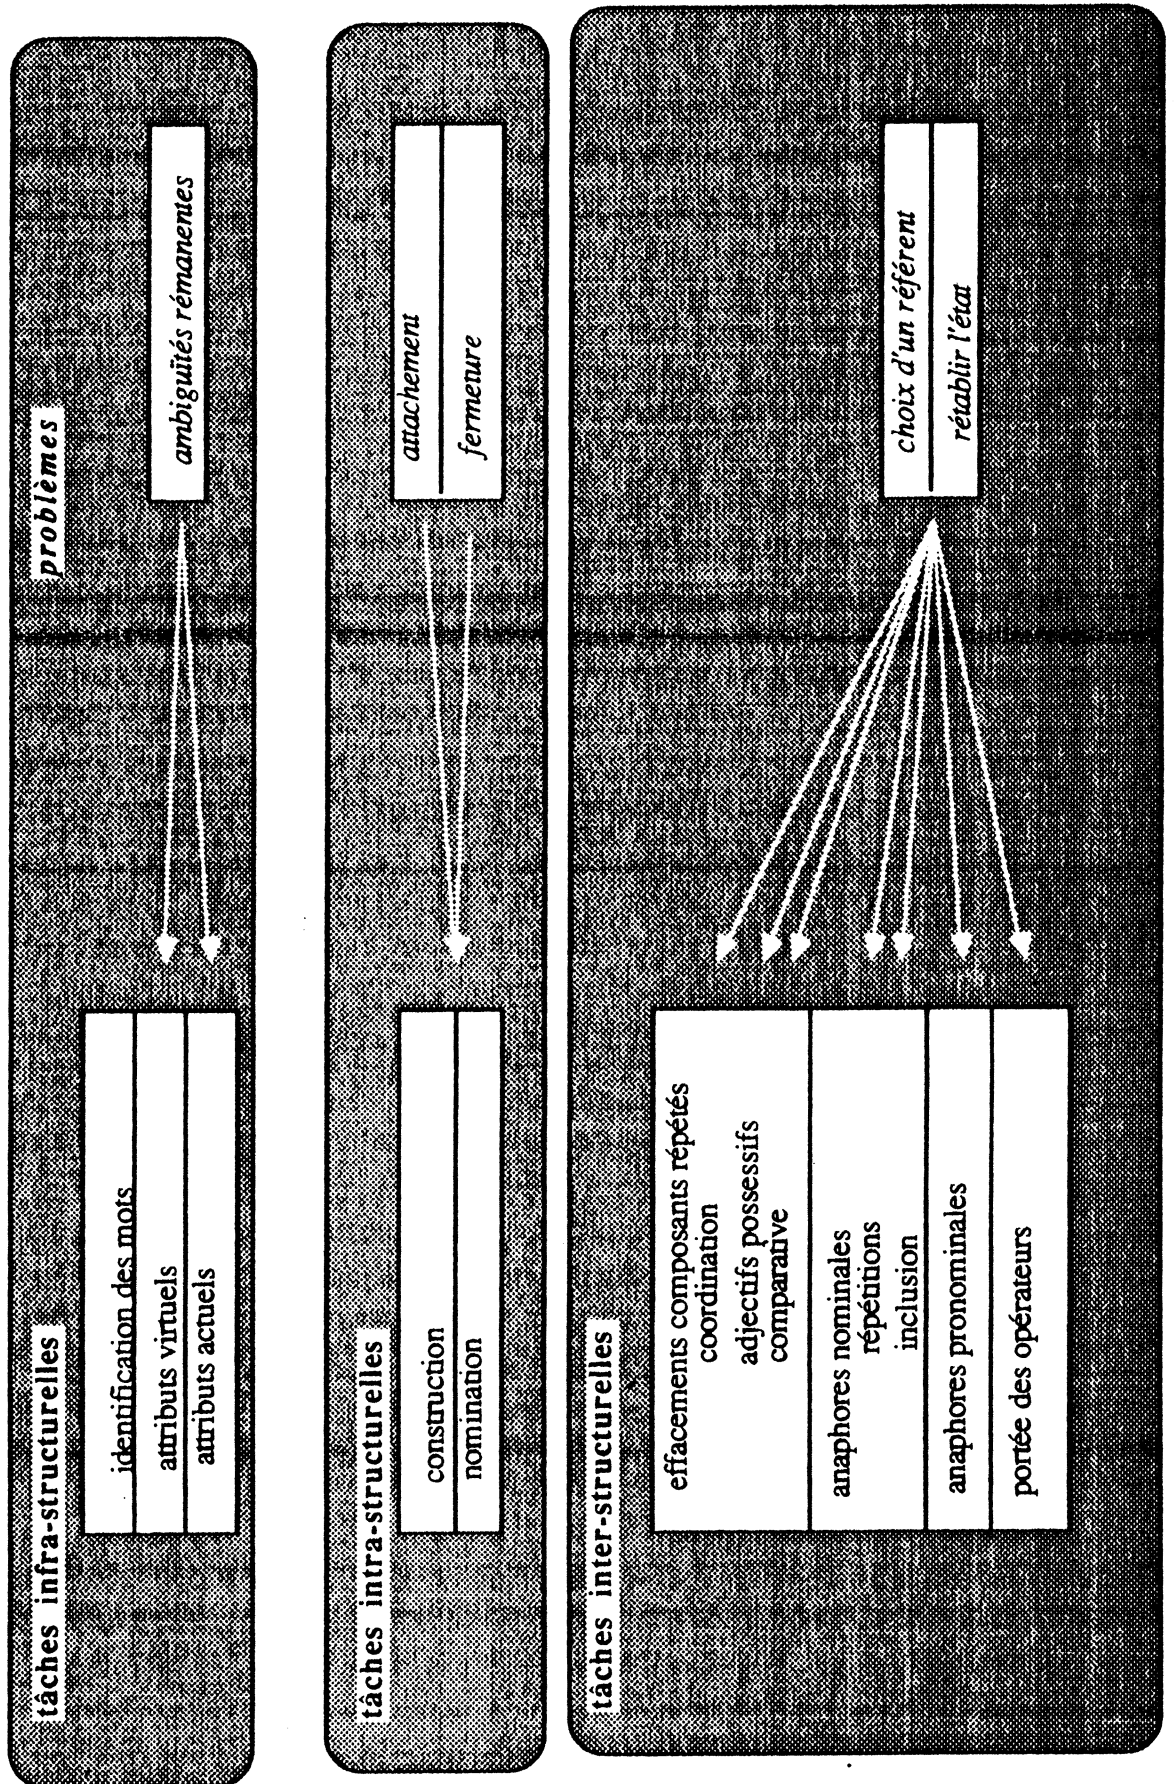 tâches infra-structurelles
problèmes
identification des mots
attributs virtuels
attributs actuels
ambiguïtés rémanentes
tâches intra-structurelles
construction
nomination
attachement
fermeture
tâches inter-structurelles
effacements composants répétés
coordination
adjectifs possessifs
comparative
anaphores nominales
répétitions
inclusion
anaphores pronominales
portée des opérateurs
choix d'un référent
rétablir l'état